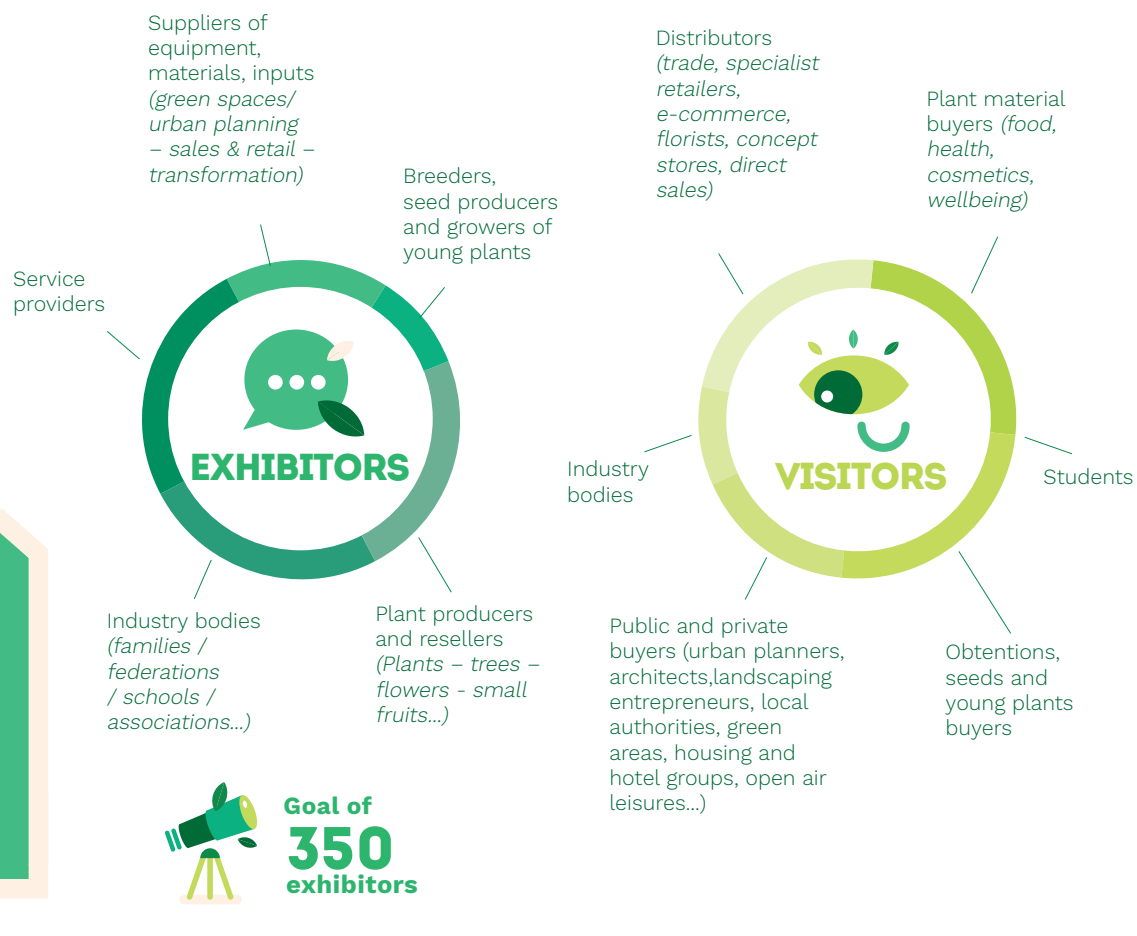 Suppliers of
equipment,
materials, inputs
(green spaces/
urban planning
– sales & retail –
transformation)
Breeders,
seed producers
and growers of
young plants
Service
providers
EXHIBITORS
Industry bodies
(families /
federations
/ schools /
associations...)
Plant producers
and resellers
(Plants – trees –
flowers - small
fruits...)
Goal of
350
exhibitors
Distributors
(trade, specialist
retailers,
e-commerce,
florists, concept
stores, direct
sales)
Plant material
buyers (food,
health,
cosmetics,
wellbeing)
VISITORS
Industry
bodies
Students
Public and private
buyers (urban planners,
architects,landscaping
entrepreneurs, local
authorities, green
areas, housing and
hotel groups, open air
leisures...)
Obtentions,
seeds and
young plants
buyers